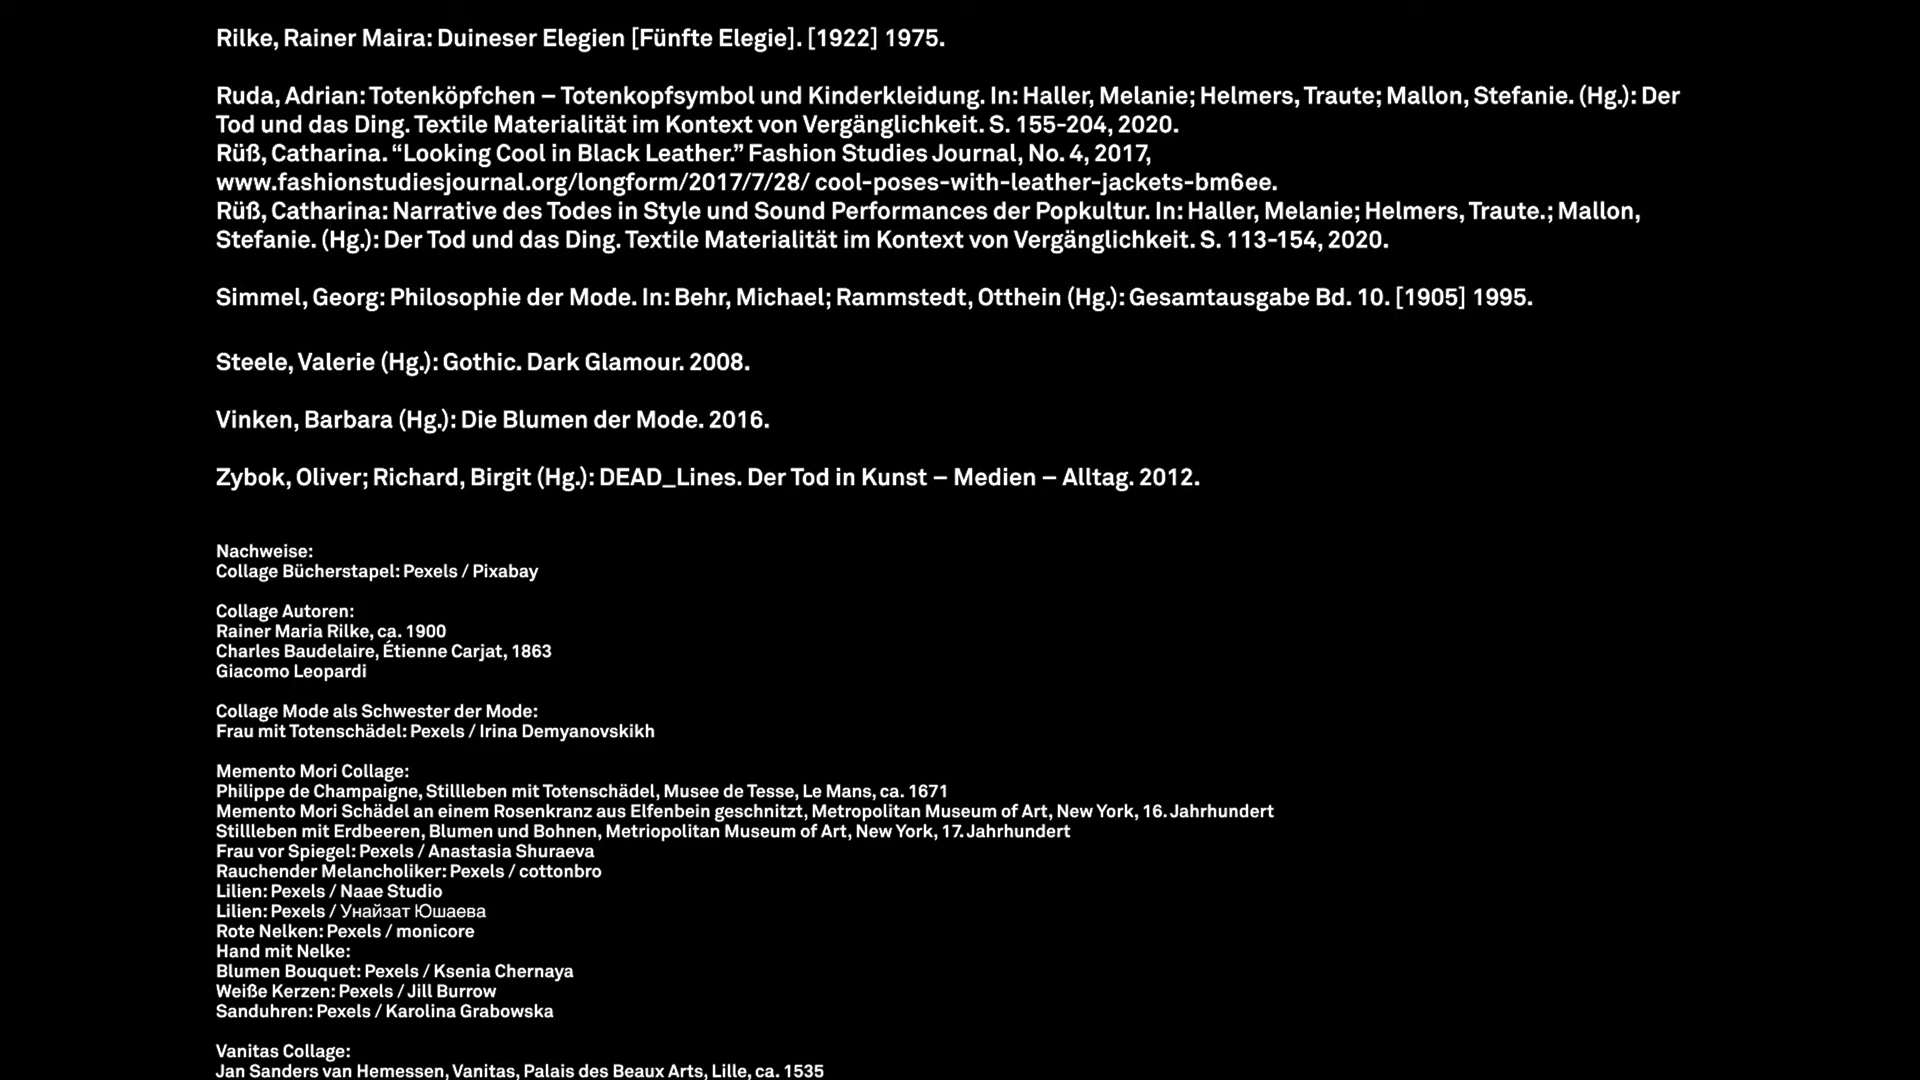 Rilke, Rainer Maira: Duineser Elegien [Fünfte Elegie]. [1922] 1975.
Ruda, Adrian: Totenköpfchen – Totenkopfsymbol und Kinderkleidung. In: Haller, Melanie; Helmers, Traute; Mallon, Stefanie. (Hg.): Der
Tod und das Ding. Textile Materialität im Kontext von Vergänglichkeit. S. 155-204, 2020.
Rüß, Catharina. “Looking Cool in Black Leather.” Fashion Studies Journal, No. 4, 2017,
www.fashionstudiesjournal.org/longform/2017/7/28/ cool-poses-with-leather-jackets-bm6ee.
Rüß, Catharina: Narrative des Todes in Style und Sound Performances der Popkultur. In: Haller, Melanie; Helmers, Traute.; Mallon,
Stefanie. (Hg.): Der Tod und das Ding. Textile Materialität im Kontext von Vergänglichkeit. S. 113-154, 2020.
Simmel, Georg: Philosophie der Mode. In: Behr, Michael; Rammstedt, Otthein (Hg.): Gesamtausgabe Bd. 10. [1905] 1995.
Steele, Valerie (Hg.): Gothic. Dark Glamour. 2008.
Vinken, Barbara (Hg.): Die Blumen der Mode. 2016.
Zybok, Oliver; Richard, Birgit (Hg.): DEAD_Lines. Der Tod in Kunst – Medien – Alltag. 2012.
Nachweise:
Collage Bücherstapel: Pexels / Pixabay
Collage Autoren:
Rainer Maria Rilke, ca. 1900
Charles Baudelaire, Étienne Carjat, 1863
Giacomo Leopardi
Collage Mode als Schwester der Mode:
Frau mit Totenschädel: Pexels / Irina Demyanovskikh
Memento Mori Collage:
Philippe de Champaigne, Stillleben mit Totenschädel, Musee de Tesse, Le Mans, ca. 1671
Memento Mori Schädel an einem Rosenkranz aus Elfenbein geschnitzt, Metropolitan Museum of Art, New York, 16. Jahrhundert
Stillleben mit Erdbeeren, Blumen und Bohnen, Metriopolitan Museum of Art, New York, 17. Jahrhundert
Frau vor Spiegel: Pexels / Anastasia Shuraeva
Rauchender Melancholiker: Pexels / cottonbro
Lilien: Pexels / Naae Studio
Lilien: Pexels / Унайзат Юшаева
Rote Nelken: Pexels / monicore
Hand mit Nelke:
Blumen Bouquet: Pexels / Ksenia Chernaya
Weiße Kerzen: Pexels / Jill Burrow
Sanduhren: Pexels / Karolina Grabowska
Vanitas Collage:
Jan Sanders van Hemessen, Vanitas, Palais des Beaux Arts, Lille, ca. 1535